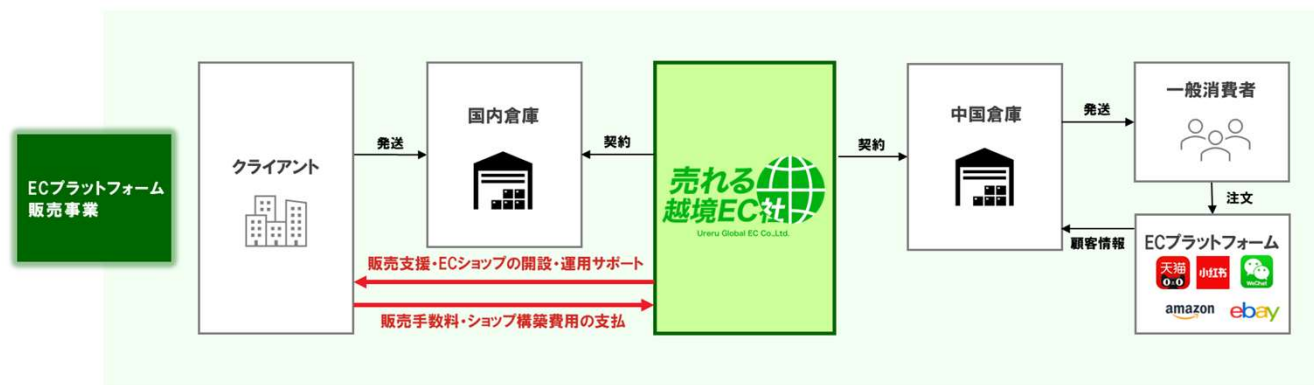 ECプラットフォーム
販売事業
クライアント
発送
国内倉庫
契約
売れる
越境EC社
Ureru Global EC Co.,Ltd.
販売支援・ECショップの開設・運用サポート
販売手数料・ショップ構築費用の支払
契約
中国倉庫
発送
一般消費者
注文
顧客情報
ECプラットフォーム
天猫
小红书
WeChat
amazon
ebay